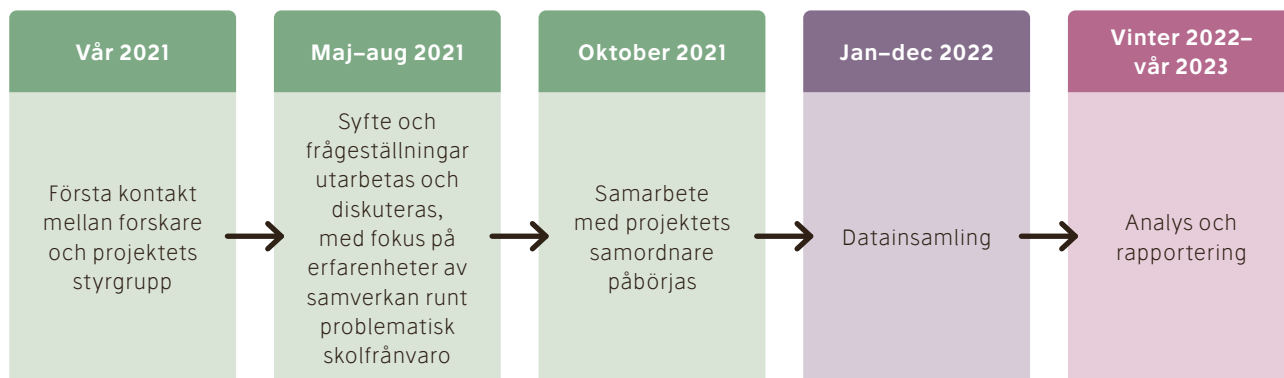 Vår 2021
Första kontakt
mellan forskare
och projektets
styrgrupp
Maj–aug 2021
Syfte och
frågeställningar
utarbetas och
diskuteras,
med fokus på
erfarenheter av
samverkan runt
problematisk
skolfrånvaro
Oktober 2021
Samarbete
med projektets
samordnare
påbörjas
Jan–dec 2022
Datainsamling
Vinter 2022–
vår 2023
Analys och
rapportering